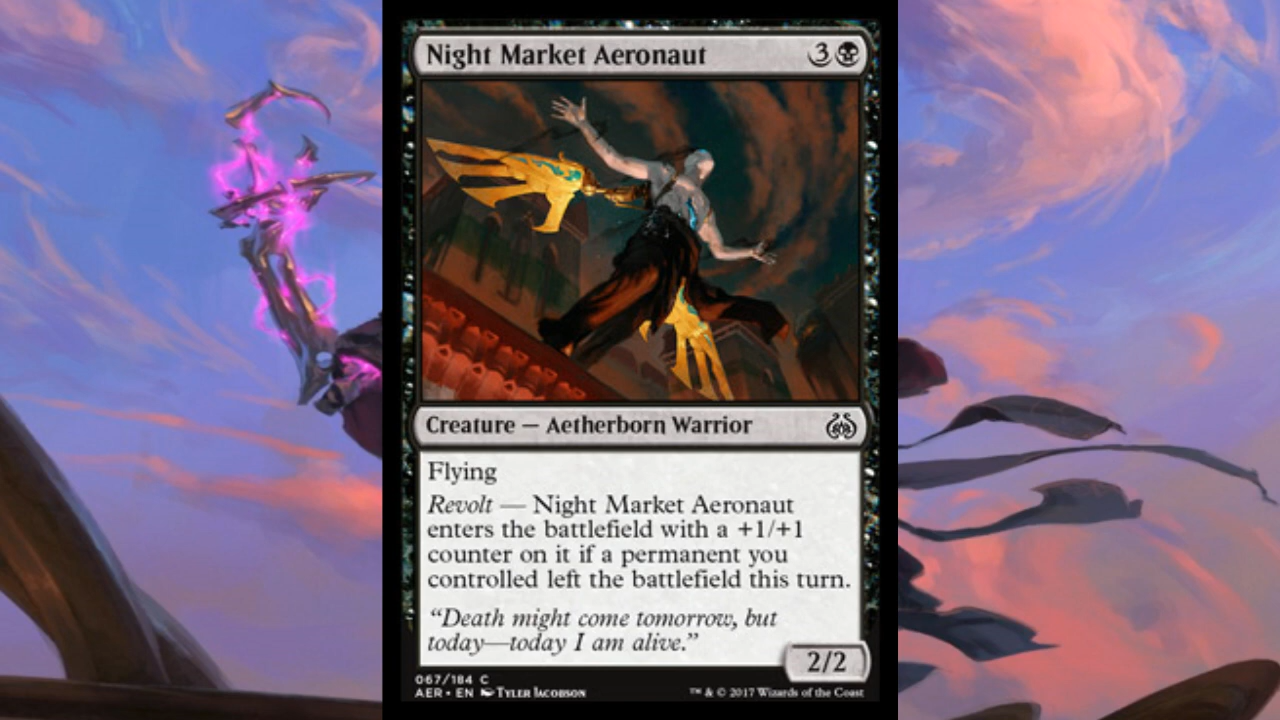 Night Market Aeronaut 3
Creature — Aetherborn Warrior
Flying
Revolt — Night Market Aeronaut
enters the battlefield with a +1/+1
counter on it if a permanent you
controlled left the battlefield this turn.
“Death might come tomorrow, but
today—today I am alive.”
2/2
067/184 C
AER • EN Tyler Jacobson
™ & © 2017 Wizards of the Coast